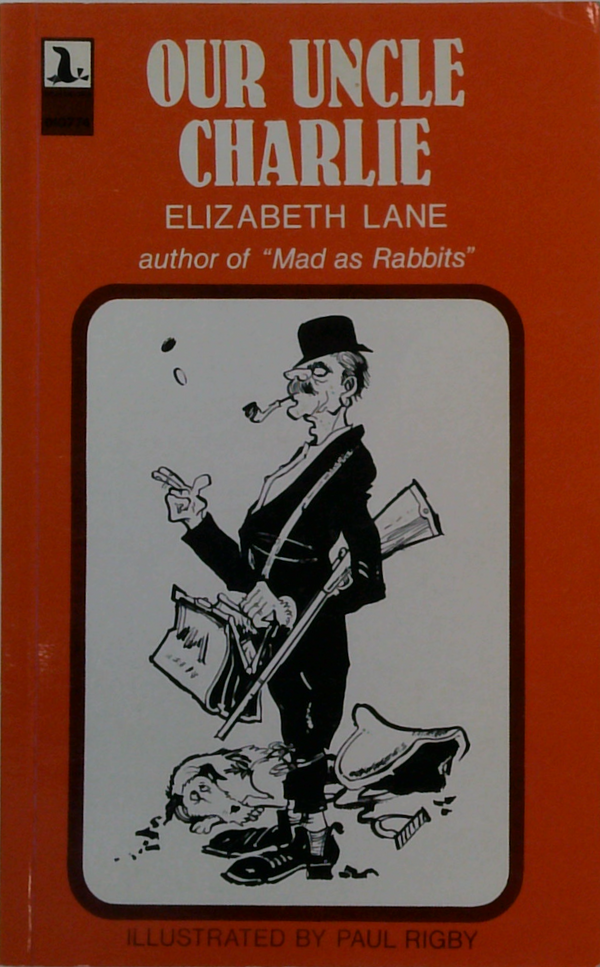 OUR UNCLE
CHARLIE
ELIZABETH LANE
author of "Mad as Rabbits"
ILLUSTRATED BY PAUL RIGBY